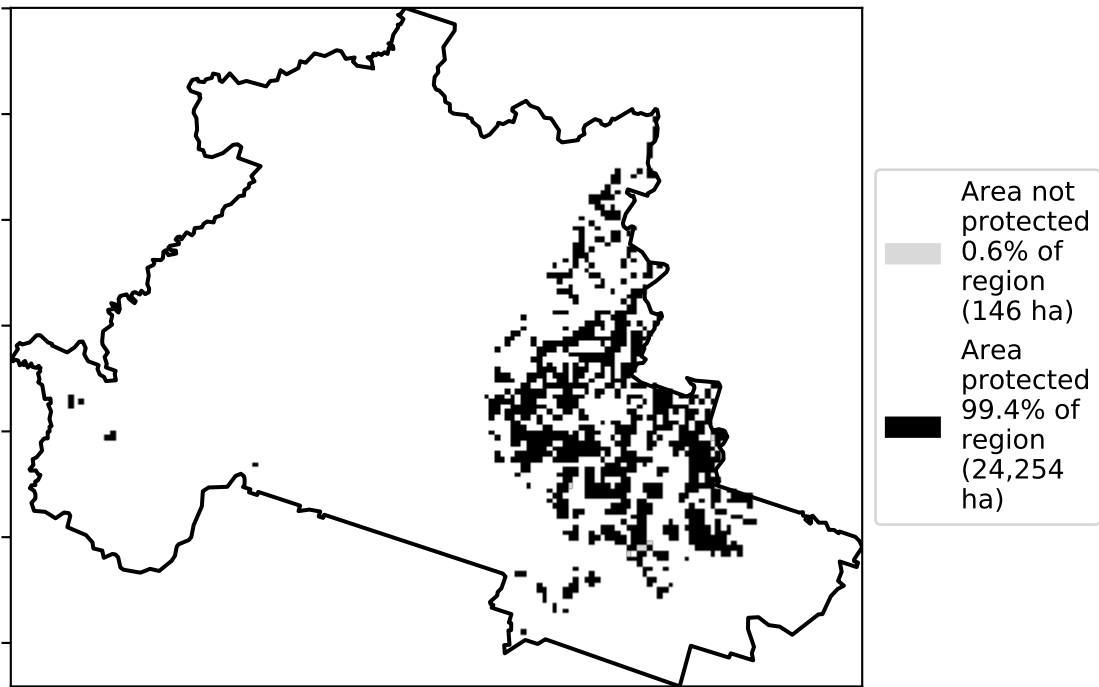 Area not
protected
0.6% of
region
(146 ha)
Area
protected
99.4% of
region
(24,254
ha)